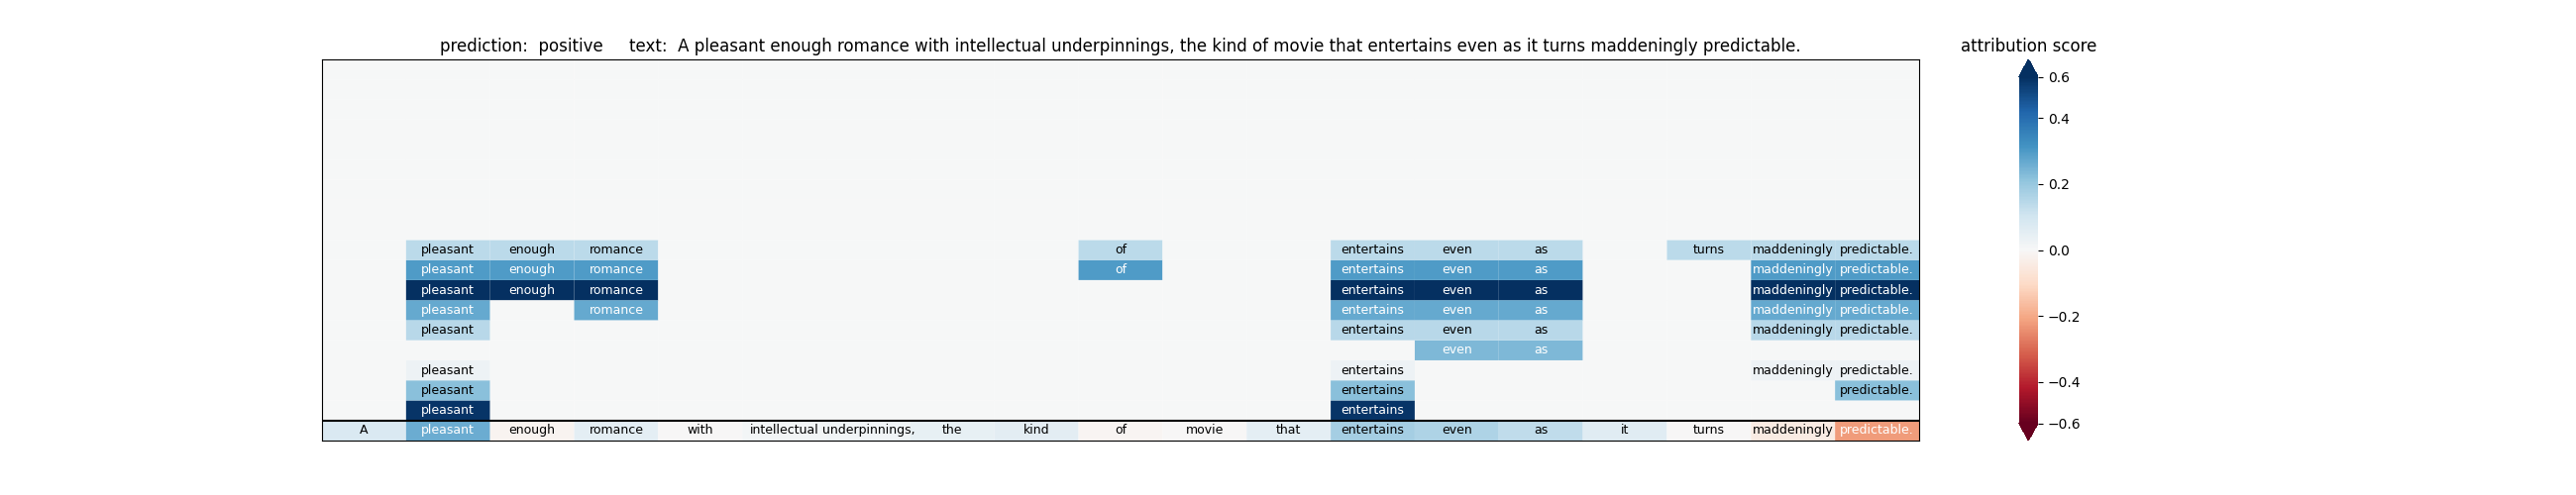 prediction:  positive     text:  A pleasant enough romance with intellectual underpinnings, the kind of movie that entertains even as it turns maddeningly predictable.
attribution score
0.6
0.4
0.2
0.0
−0.2
−0.4
−0.6
pleasant enough romance of entertains even as turns maddeningly predictable.
pleasant enough romance of entertains even as maddeningly predictable.
pleasant enough romance entertains even as maddeningly predictable.
pleasant romance entertains even as maddeningly predictable.
pleasant entertains even as maddeningly predictable.
even as
pleasant entertains maddeningly predictable.
pleasant entertains predictable.
pleasant entertains
A pleasant enough romance with intellectual underpinnings, the kind of movie that entertains even as it turns maddeningly predictable.